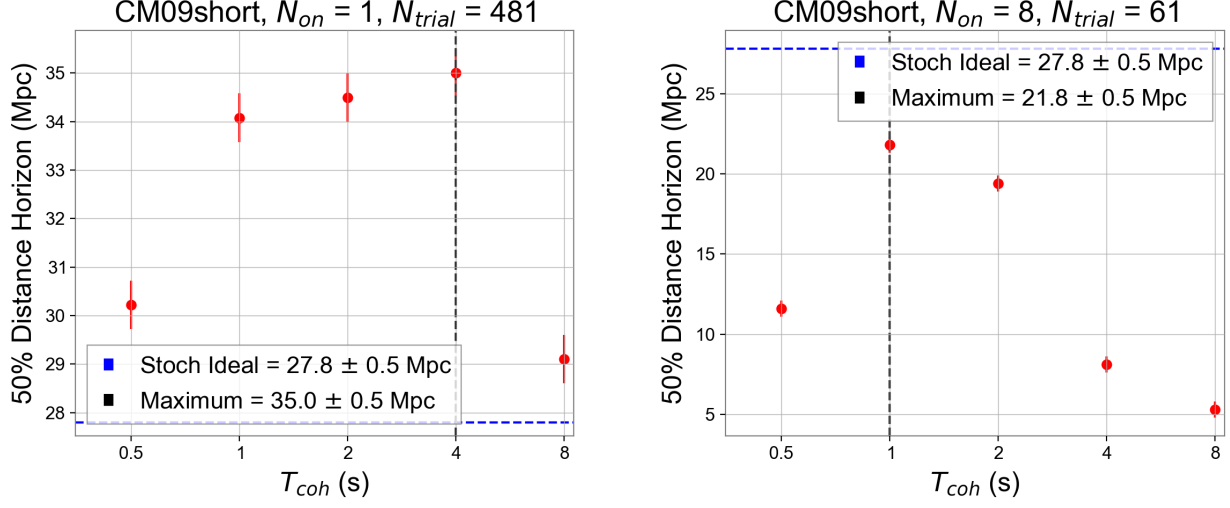 CM09short, N_on = 1, N_trial = 481
50% Distance Horizon (Mpc)
35
34
33
32
31
30
29
28
Stoch Ideal = 27.8 ± 0.5 Mpc
Maximum = 35.0 ± 0.5 Mpc
0.5 1 2 4 8
T_coh (s)
CM09short, N_on = 8, N_trial = 61
50% Distance Horizon (Mpc)
Stoch Ideal = 27.8 ± 0.5 Mpc
Maximum = 21.8 ± 0.5 Mpc
25
20
15
10
5
0.5 1 2 4 8
T_coh (s)